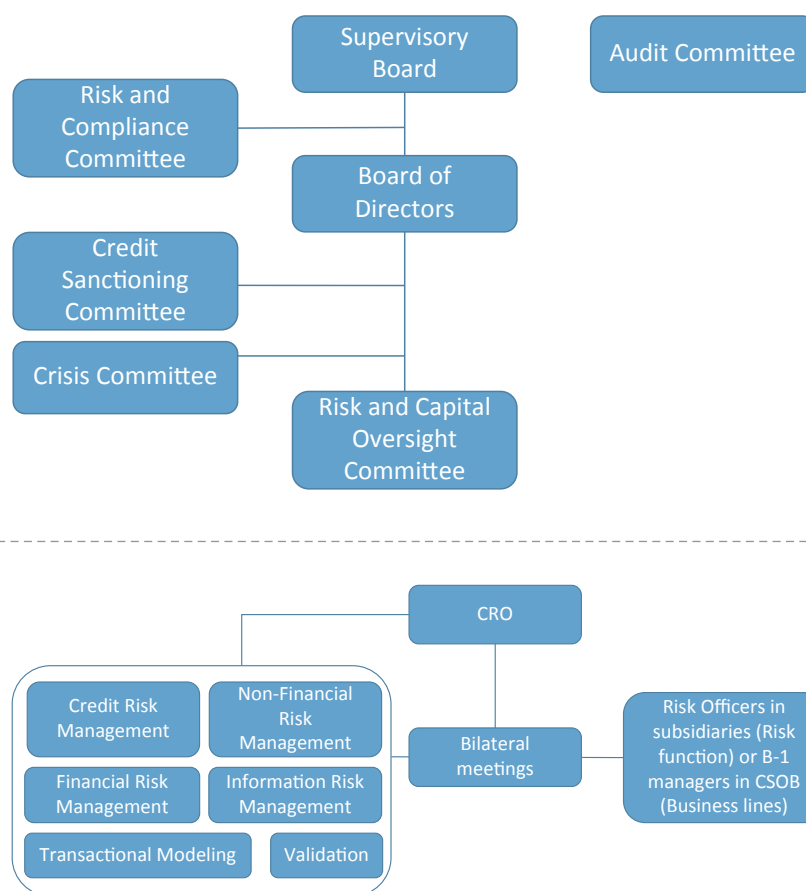 Supervisory
Board
Audit Committee
Risk and
Compliance
Committee
Board of
Directors
Credit
Sanctioning
Committee
Crisis Committee
Risk and Capital
Oversight
Committee
CRO
Credit Risk
Management
Non-Financial
Risk
Management
Financial Risk
Management
Information Risk
Management
Transactional Modeling
Validation
Bilateral
meetings
Risk Officers in
subsidiaries (Risk
function) or B-1
managers in CSOB
(Business lines)